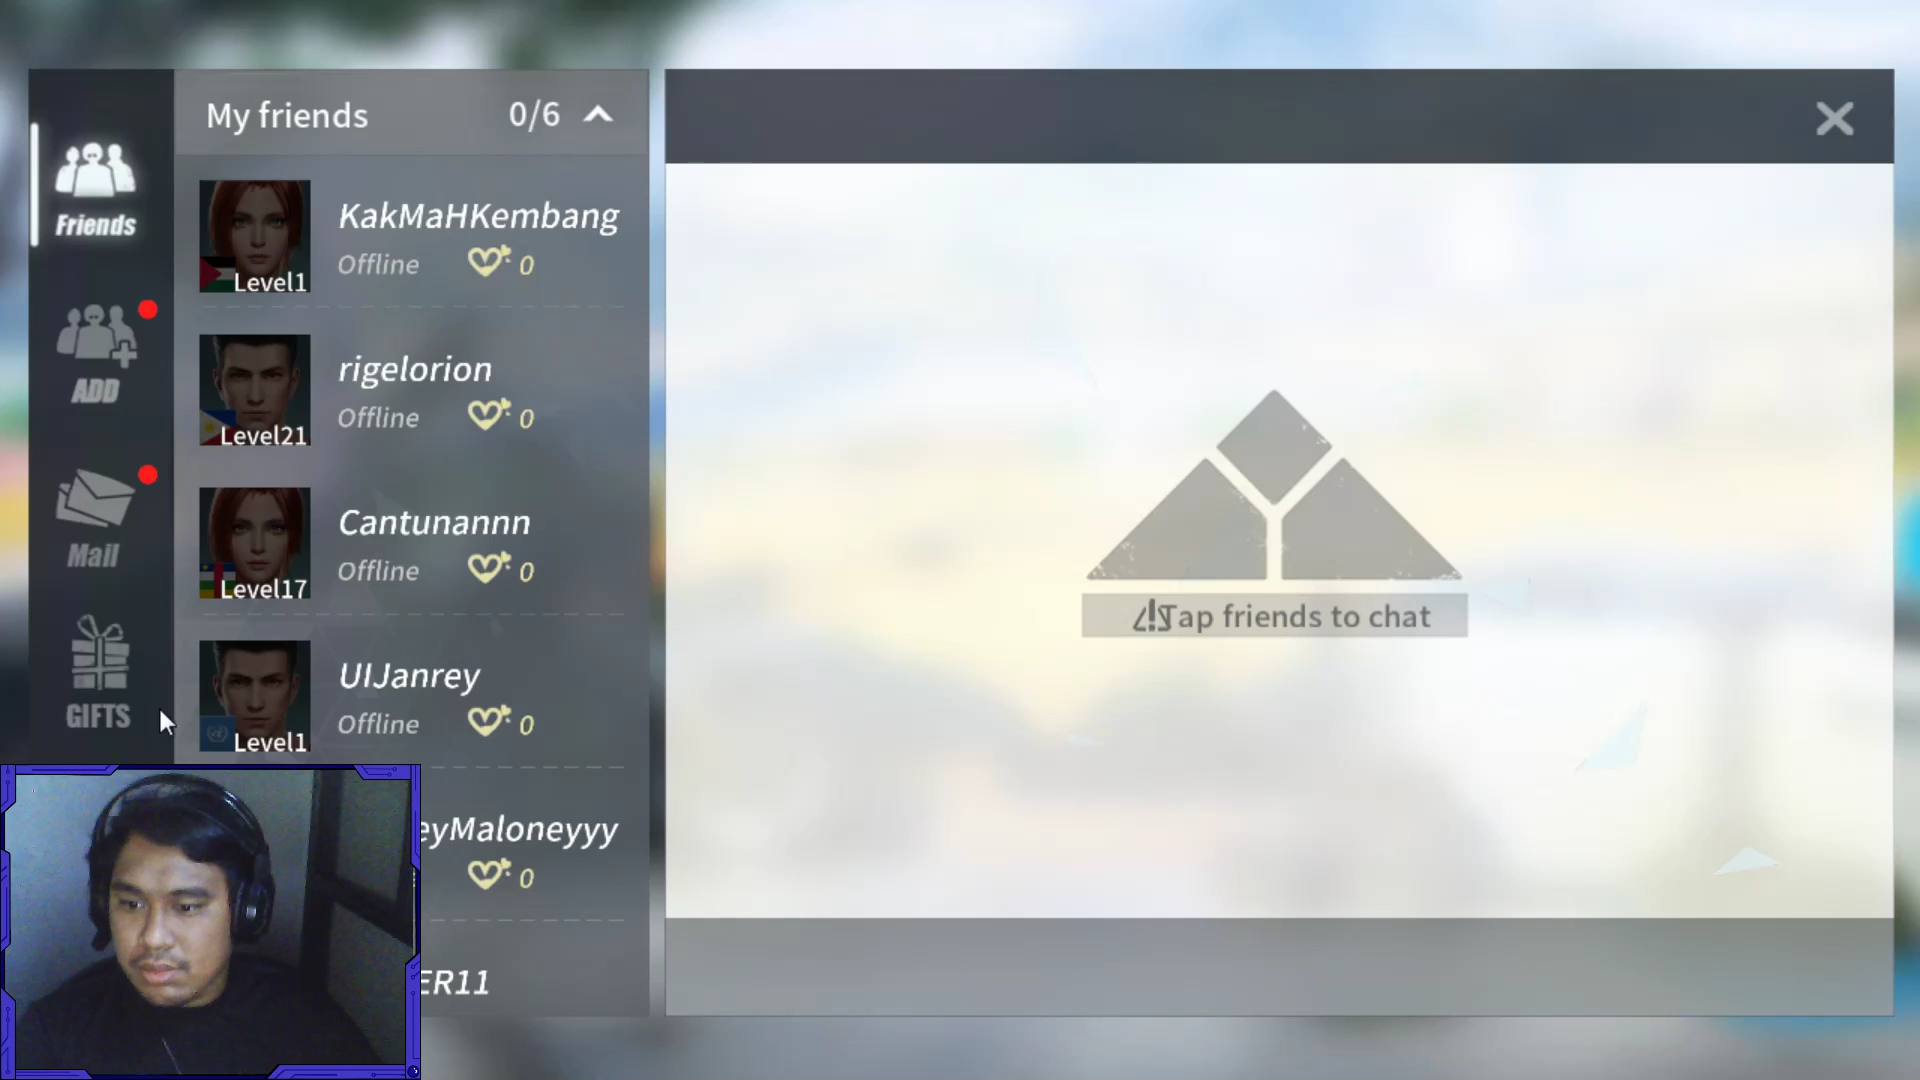 My friends 0/6
Friends
KakMaHKembang
Offline 0
Level1
ADD
rigelorion
Offline 0
Level21
Mail
Cantunannn
Offline 0
Level17
GIFTS
UIJanrey
Offline 0
Level1
eyMaloneyyy
0
ER11
Tap friends to chat